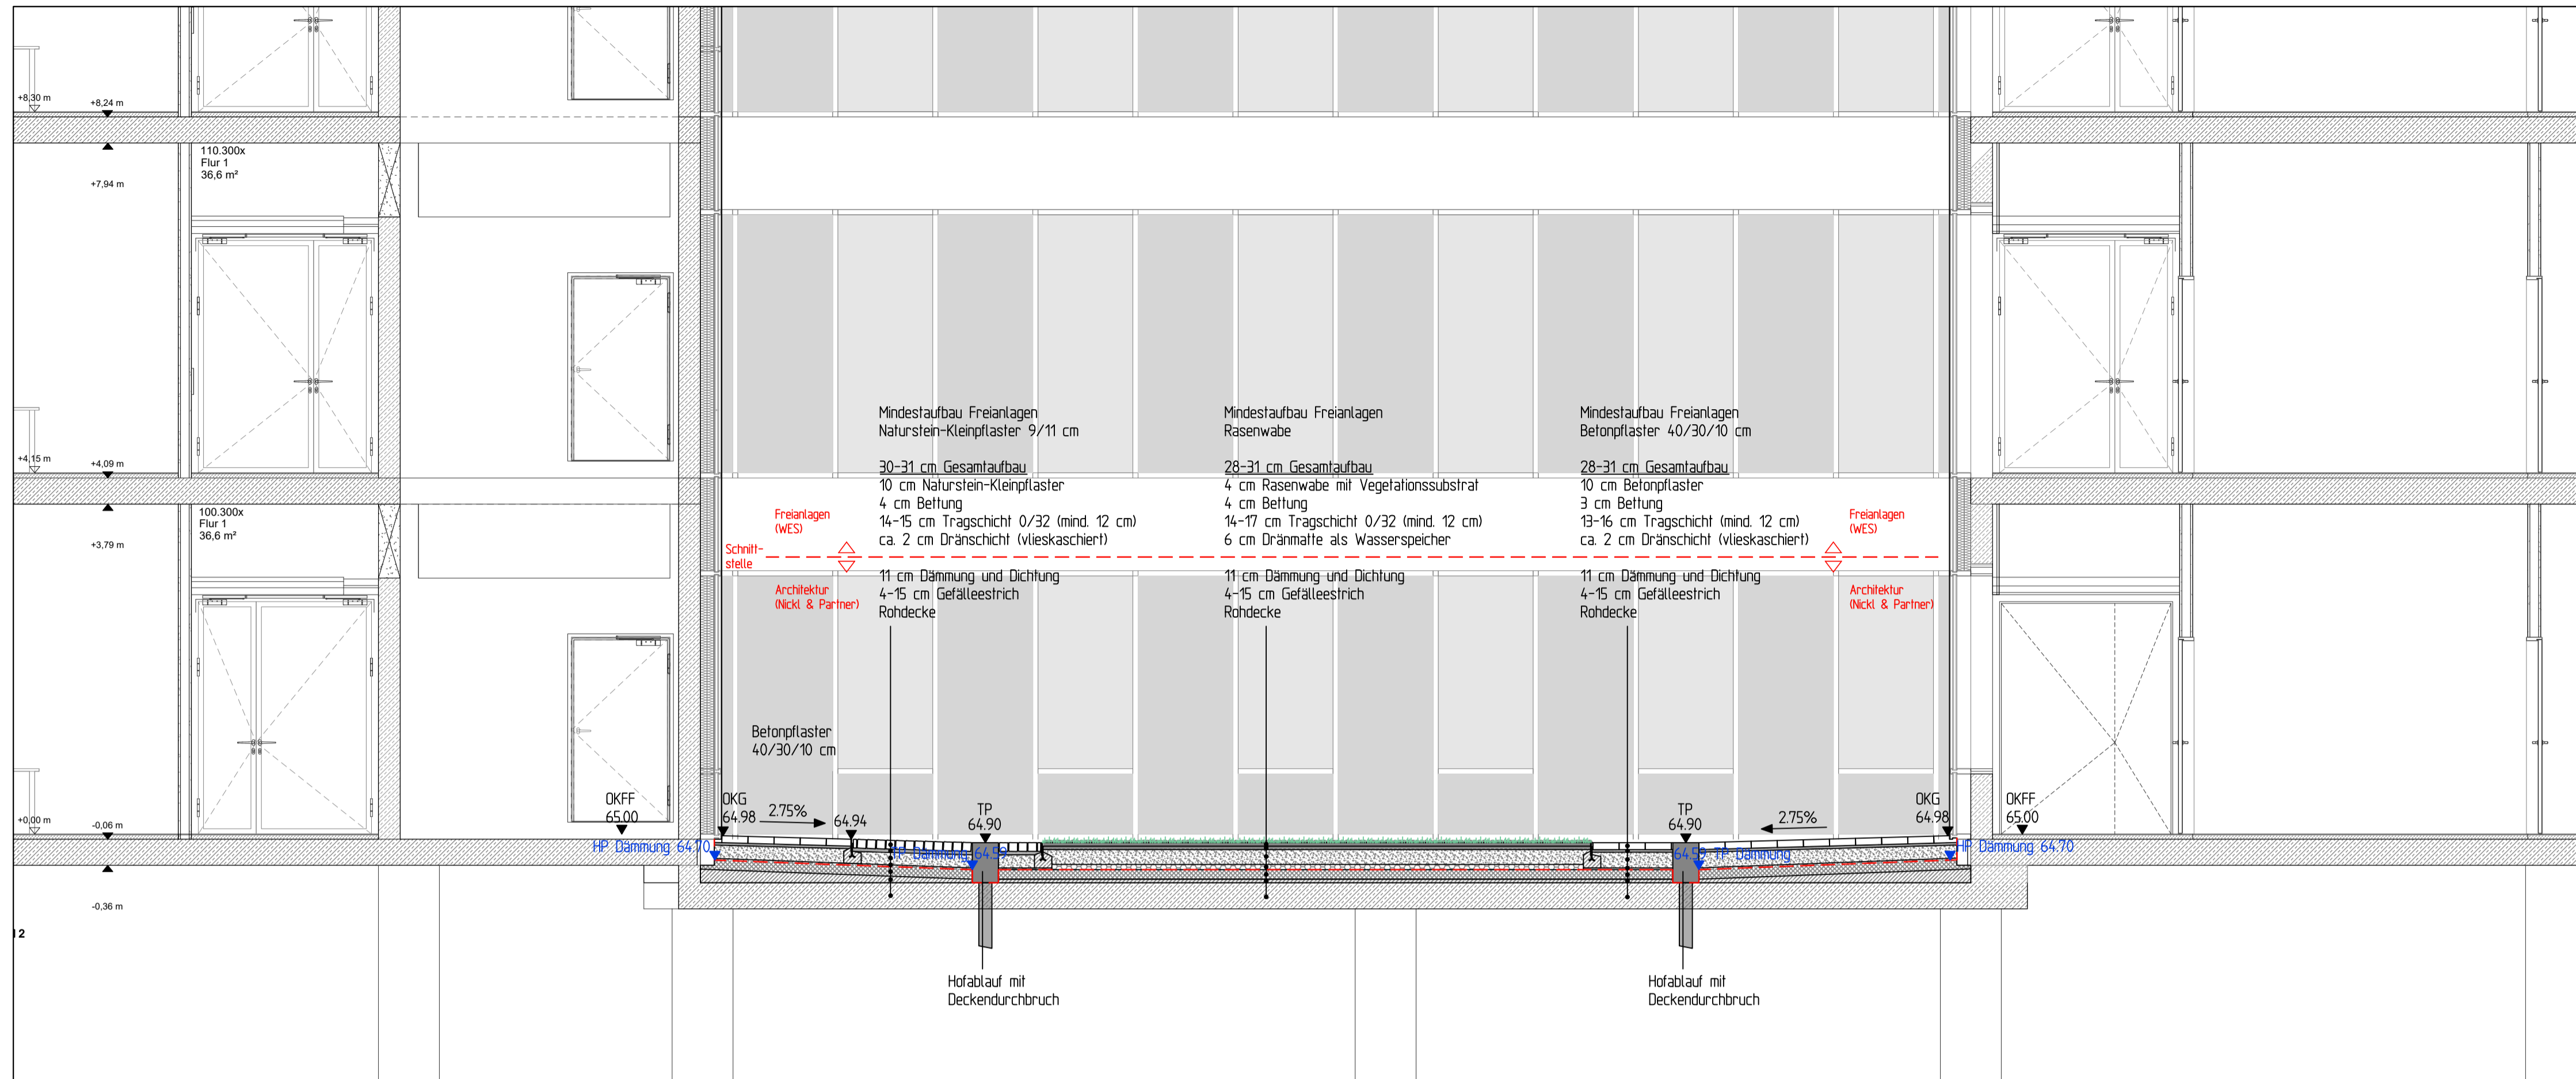 +8,30 m
+8,24 m
110.300x
Flur 1
36,6 m²
+7,94 m
+4,15 m
+4,09 m
100.300x
Flur 1
36,6 m²
+3,79 m
+0,00 m
-0,06 m
-0,36 m
12
Mindestaufbau Freianlagen
Naturstein-Kleinpflaster 9/11 cm
30-31 cm Gesamtaufbau
10 cm Naturstein-Kleinpflaster
4 cm Bettung
14-15 cm Tragschicht 0/32 (mind. 12 cm)
ca. 2 cm Dränschicht (vlieskaschiert)
11 cm Dämmung und Dichtung
4-15 cm Gefälleestrich
Rohdecke
Mindestaufbau Freianlagen
Rasenwabe
28-31 cm Gesamtaufbau
4 cm Rasenwabe mit Vegetationssubstrat
4 cm Bettung
14-17 cm Tragschicht 0/32 (mind. 12 cm)
6 cm Dränmatte als Wasserspeicher
11 cm Dämmung und Dichtung
4-15 cm Gefälleestrich
Rohdecke
Mindestaufbau Freianlagen
Betonpflaster 40/30/10 cm
28-31 cm Gesamtaufbau
10 cm Betonpflaster
3 cm Bettung
13-16 cm Tragschicht (mind. 12 cm)
ca. 2 cm Dränschicht (vlieskaschiert)
11 cm Dämmung und Dichtung
4-15 cm Gefälleestrich
Rohdecke
Freianlagen
(WES)
Schnitt-
stelle
Architektur
(Nickl & Partner)
Freianlagen
(WES)
Architektur
(Nickl & Partner)
Betonpflaster
40/30/10 cm
OKFF
65.00
OKG
64.98
2.75%
64.94
TP
64.90
TP
64.90
2.75%
OKG
64.98
OKFF
65.00
HP Dämmung 64.70
TP Dämmung 64.59
64.59 TP Dämmung
HP Dämmung 64.70
Hofablauf mit
Deckendurchbruch
Hofablauf mit
Deckendurchbruch